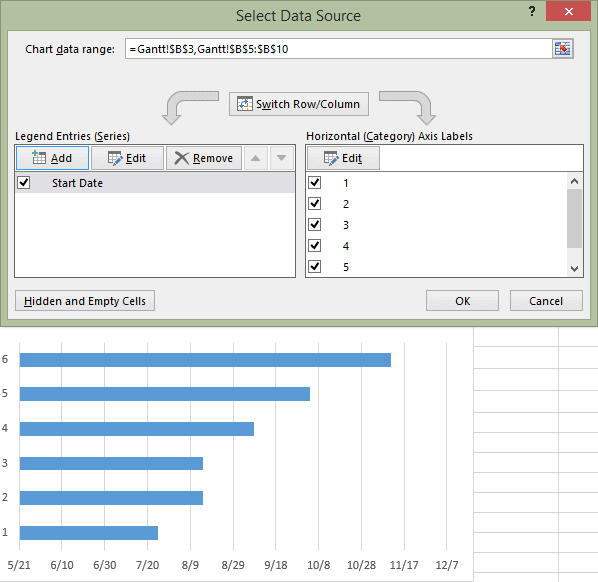 Select Data Source
?
Chart data range: =Gantt!$B$3,Gantt!$B$5:$B$10
Switch Row/Column
Legend Entries (Series)
Horizontal (Category) Axis Labels
Add Edit Remove
Edit
Start Date
1
2
3
4
5
Hidden and Empty Cells
OK Cancel
6
5
4
3
2
1
5/21 6/10 6/30 7/20 8/9 8/29 9/18 10/8 10/28 11/17 12/7